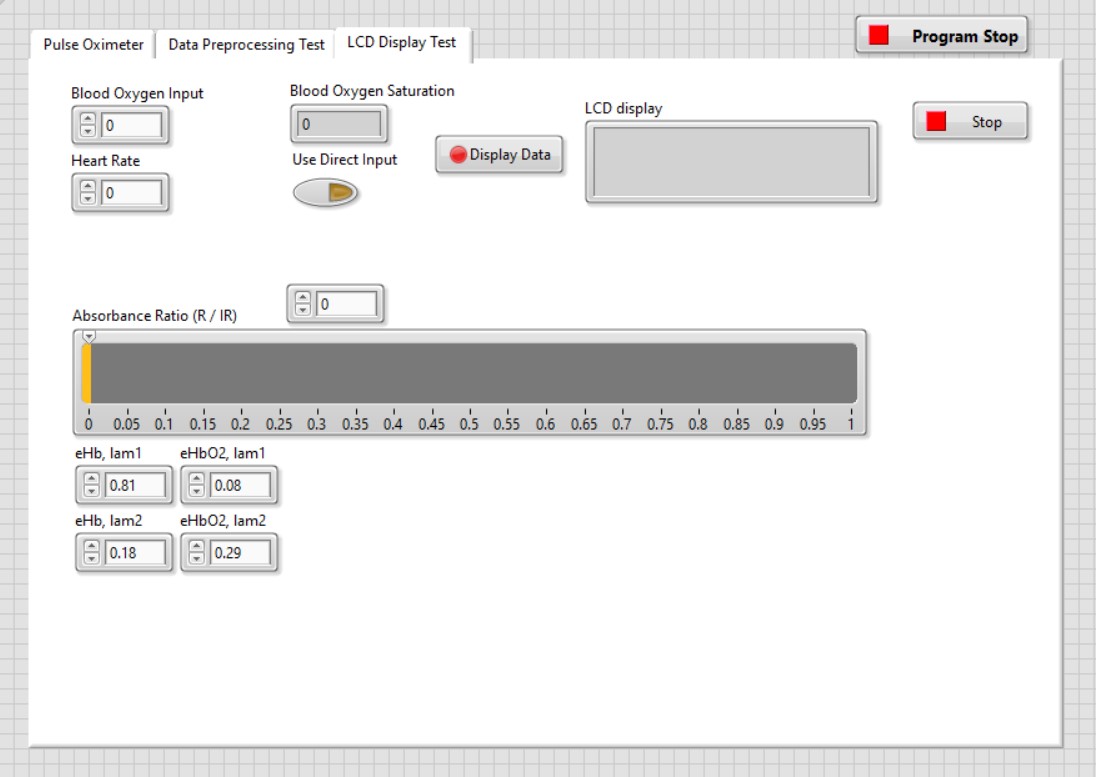 Program Stop
Pulse Oximeter
Data Preprocessing Test
LCD Display Test
Blood Oxygen Input
0
Heart Rate
0
Blood Oxygen Saturation
0
Use Direct Input
Display Data
LCD display
Stop
Absorbance Ratio (R / IR)
0
0 0.05 0.1 0.15 0.2 0.25 0.3 0.35 0.4 0.45 0.5 0.55 0.6 0.65 0.7 0.75 0.8 0.85 0.9 0.95 1
eHb, lam1 eHbO2, lam1
0.81 0.08
eHb, lam2 eHbO2, lam2
0.18 0.29